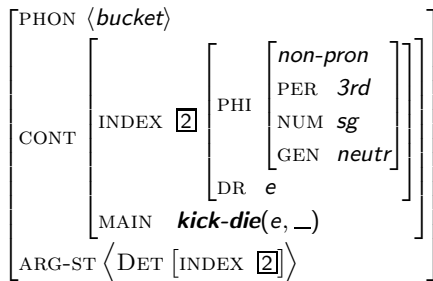 PHON ⟨bucket⟩
CONT INDEX 2 PHI non-pron
PER 3rd
NUM sg
GEN neutr
DR e
MAIN kick-die(e, _)
ARG-ST ⟨DET [INDEX 2]⟩